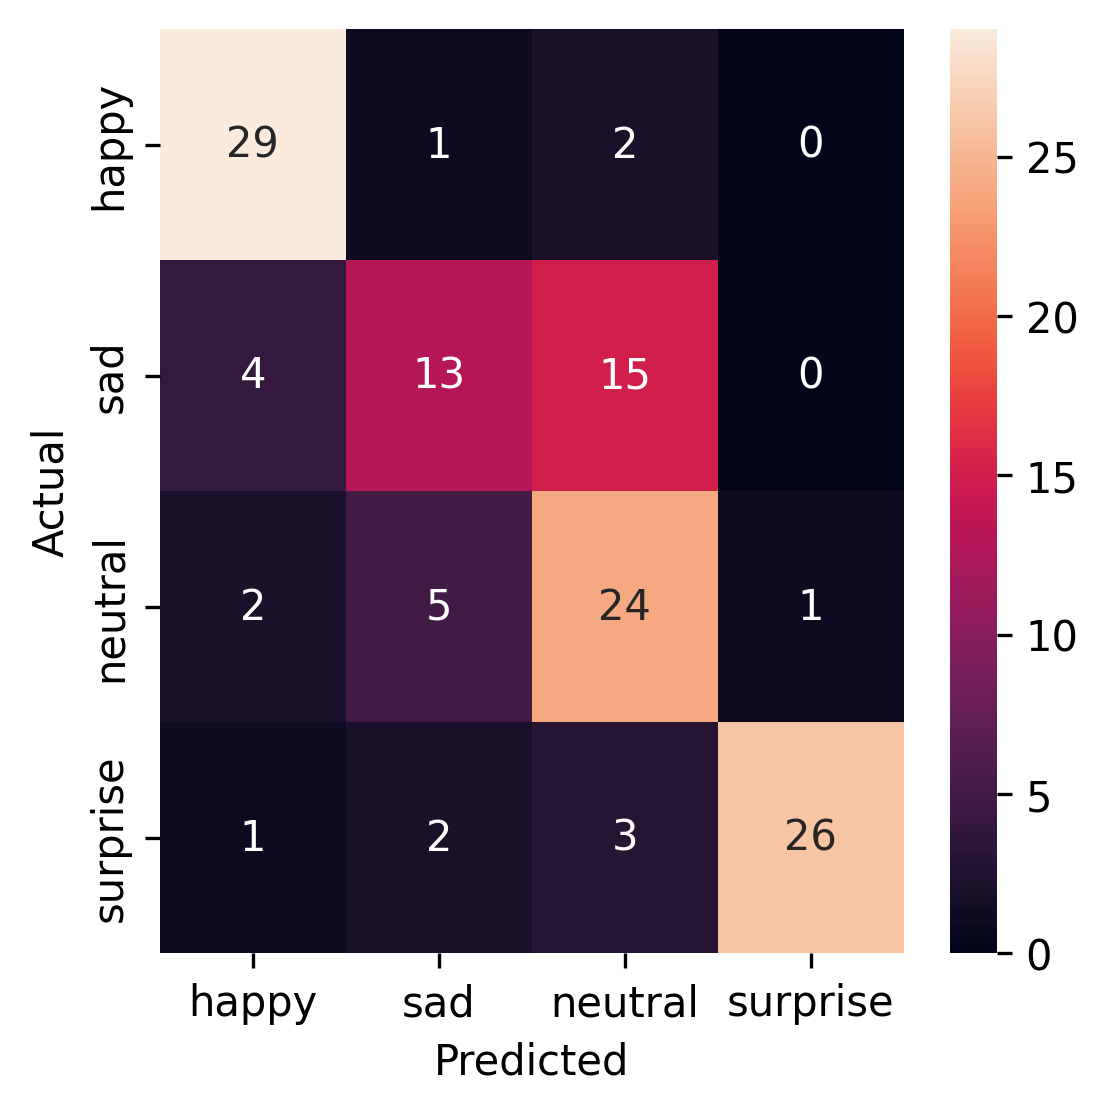 Actual
happy
29 1 2 0
sad
4 13 15 0
neutral
2 5 24 1
surprise
1 2 3 26
happy sad neutral surprise
Predicted
25
20
15
10
5
0